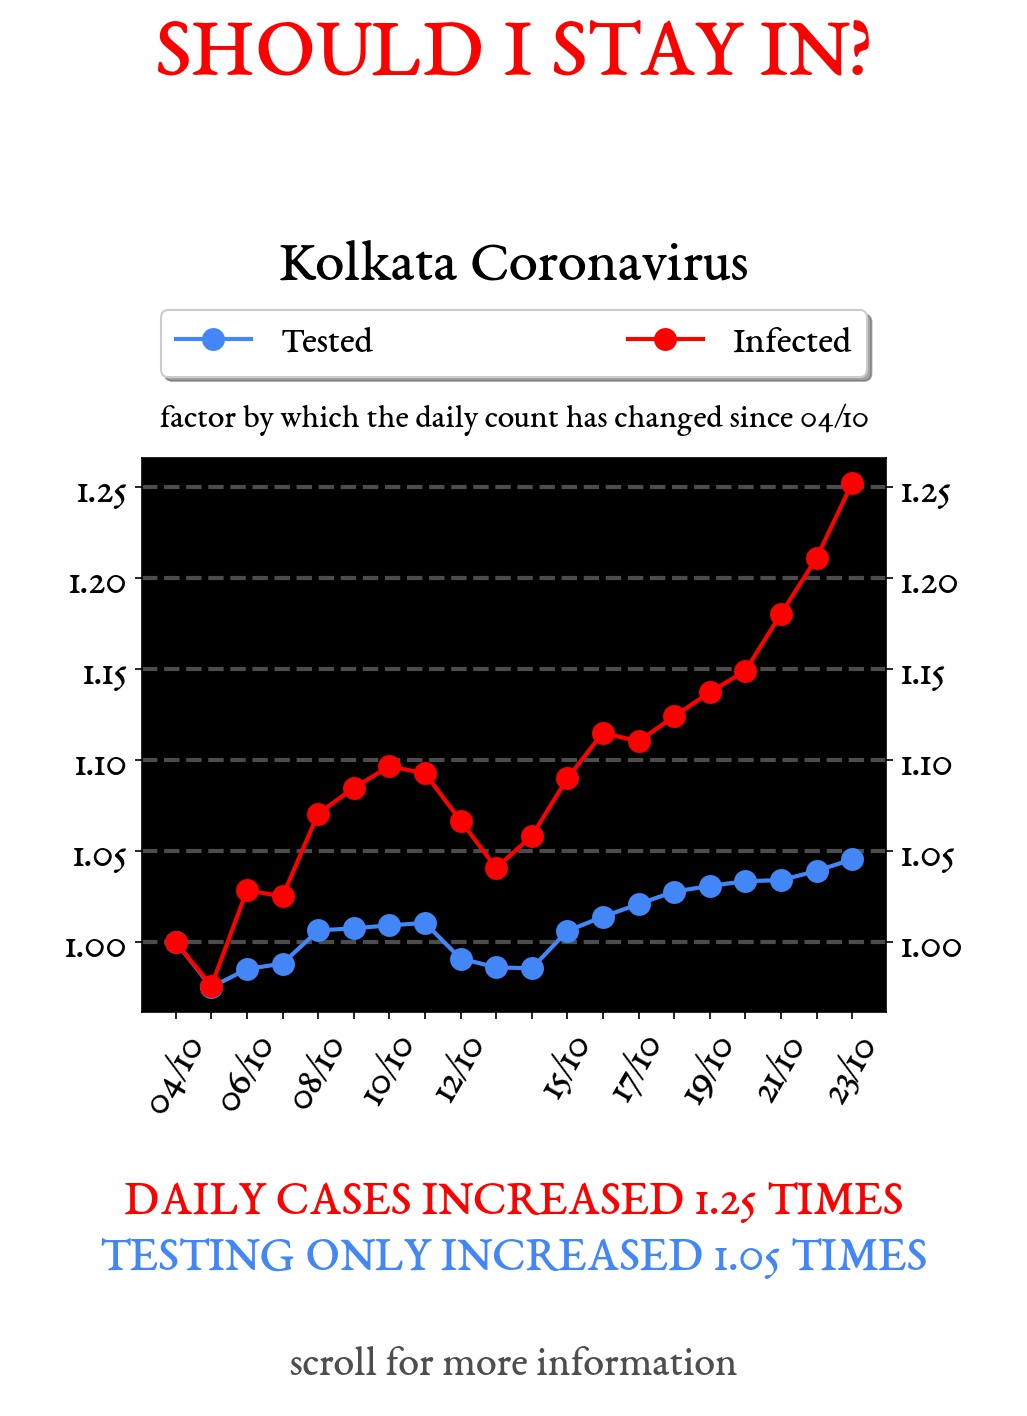 SHOULD I STAY IN?
Kolkata Coronavirus
Tested Infected
factor by which the daily count has changed since 04/10
1.25 1.25
1.20 1.20
1.15 1.15
1.10 1.10
1.05 1.05
1.00 1.00
04/10 06/10 08/10 10/10 12/10 15/10 17/10 19/10 21/10 23/10
DAILY CASES INCREASED 1.25 TIMES
TESTING ONLY INCREASED 1.05 TIMES
scroll for more information